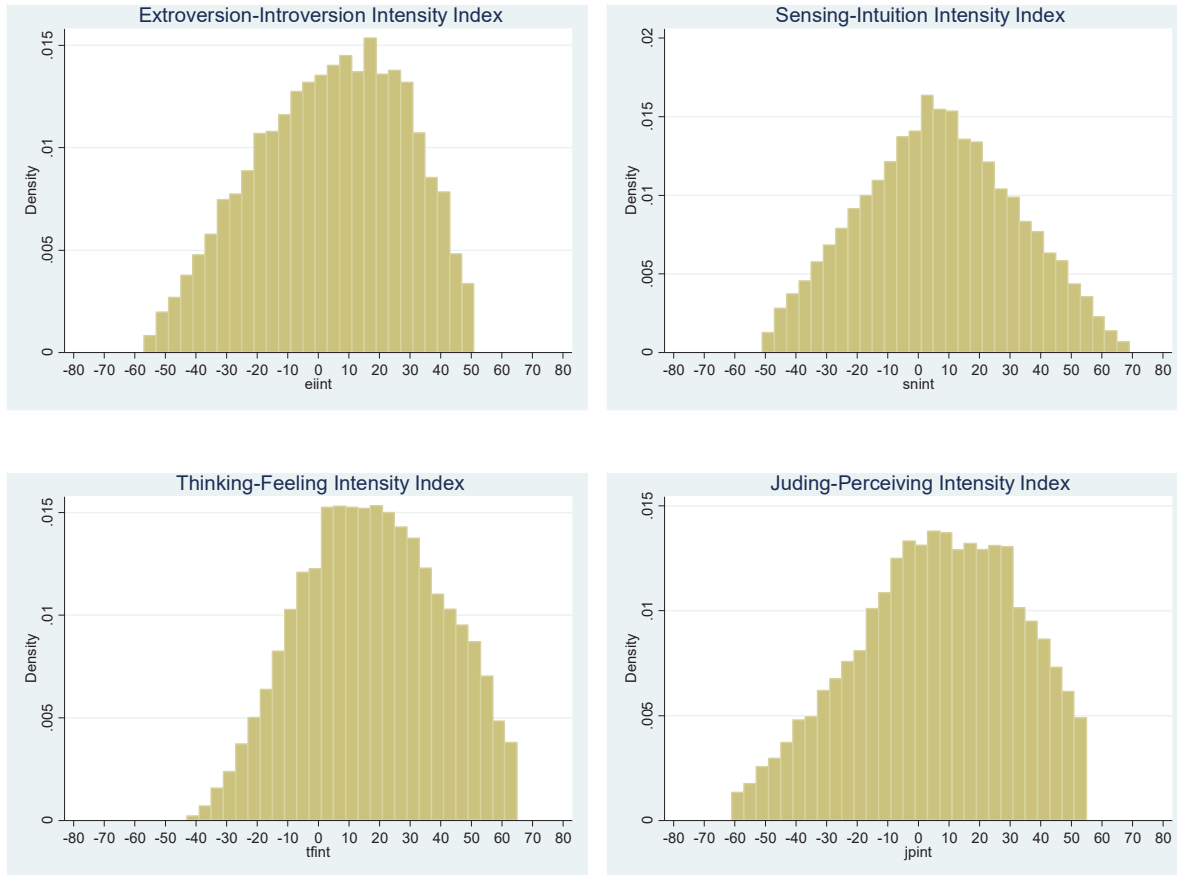 Extroversion-Introversion Intensity Index
.015
.01
.005
0
Density
-80 -70 -60 -50 -40 -30 -20 -10 0 10 20 30 40 50 60 70 80
eiint
Sensing-Intuition Intensity Index
.02
.015
.01
.005
0
Density
-80 -70 -60 -50 -40 -30 -20 -10 0 10 20 30 40 50 60 70 80
snint
Thinking-Feeling Intensity Index
.015
.01
.005
0
Density
-80 -70 -60 -50 -40 -30 -20 -10 0 10 20 30 40 50 60 70 80
tfint
Juding-Perceiving Intensity Index
.015
.01
.005
0
Density
-80 -70 -60 -50 -40 -30 -20 -10 0 10 20 30 40 50 60 70 80
jpint